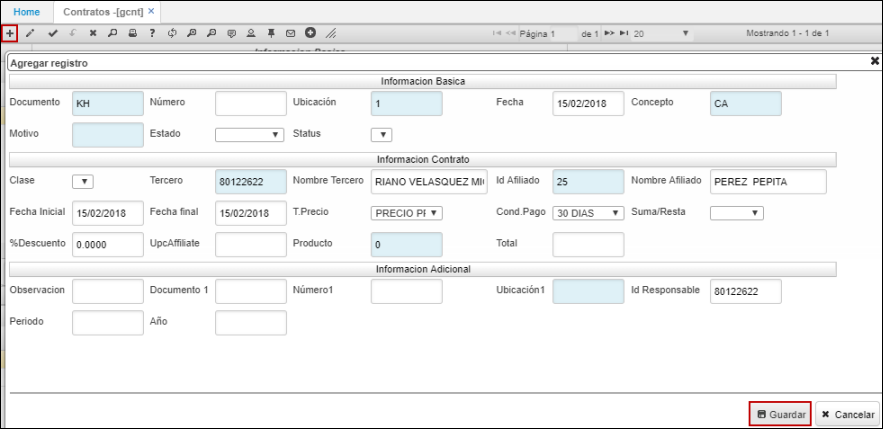 Home Contratos -[gcnt] ×
Página 1 de 1 20 Mostrando 1 - 1 de 1
Agregar registro
Informacion Basica
Documento KH Número Ubicación 1 Fecha 15/02/2018 Concepto CA
Motivo Estado Status
Informacion Contrato
Clase Tercero 80122622 Nombre Tercero RIANO VELASQUEZ Id Afiliado 25 Nombre Afiliado PEREZ PEPITA
Fecha Inicial 15/02/2018 Fecha final 15/02/2018 T.Precio PRECIO Cond.Pago 30 DIAS Suma/Resta
%Descuento 0.0000 UpcAffiliate Producto 0 Total
Informacion Adicional
Observacion Documento 1 Número1 Ubicación1 Id Responsable 80122622
Periodo Año
Guardar Cancelar